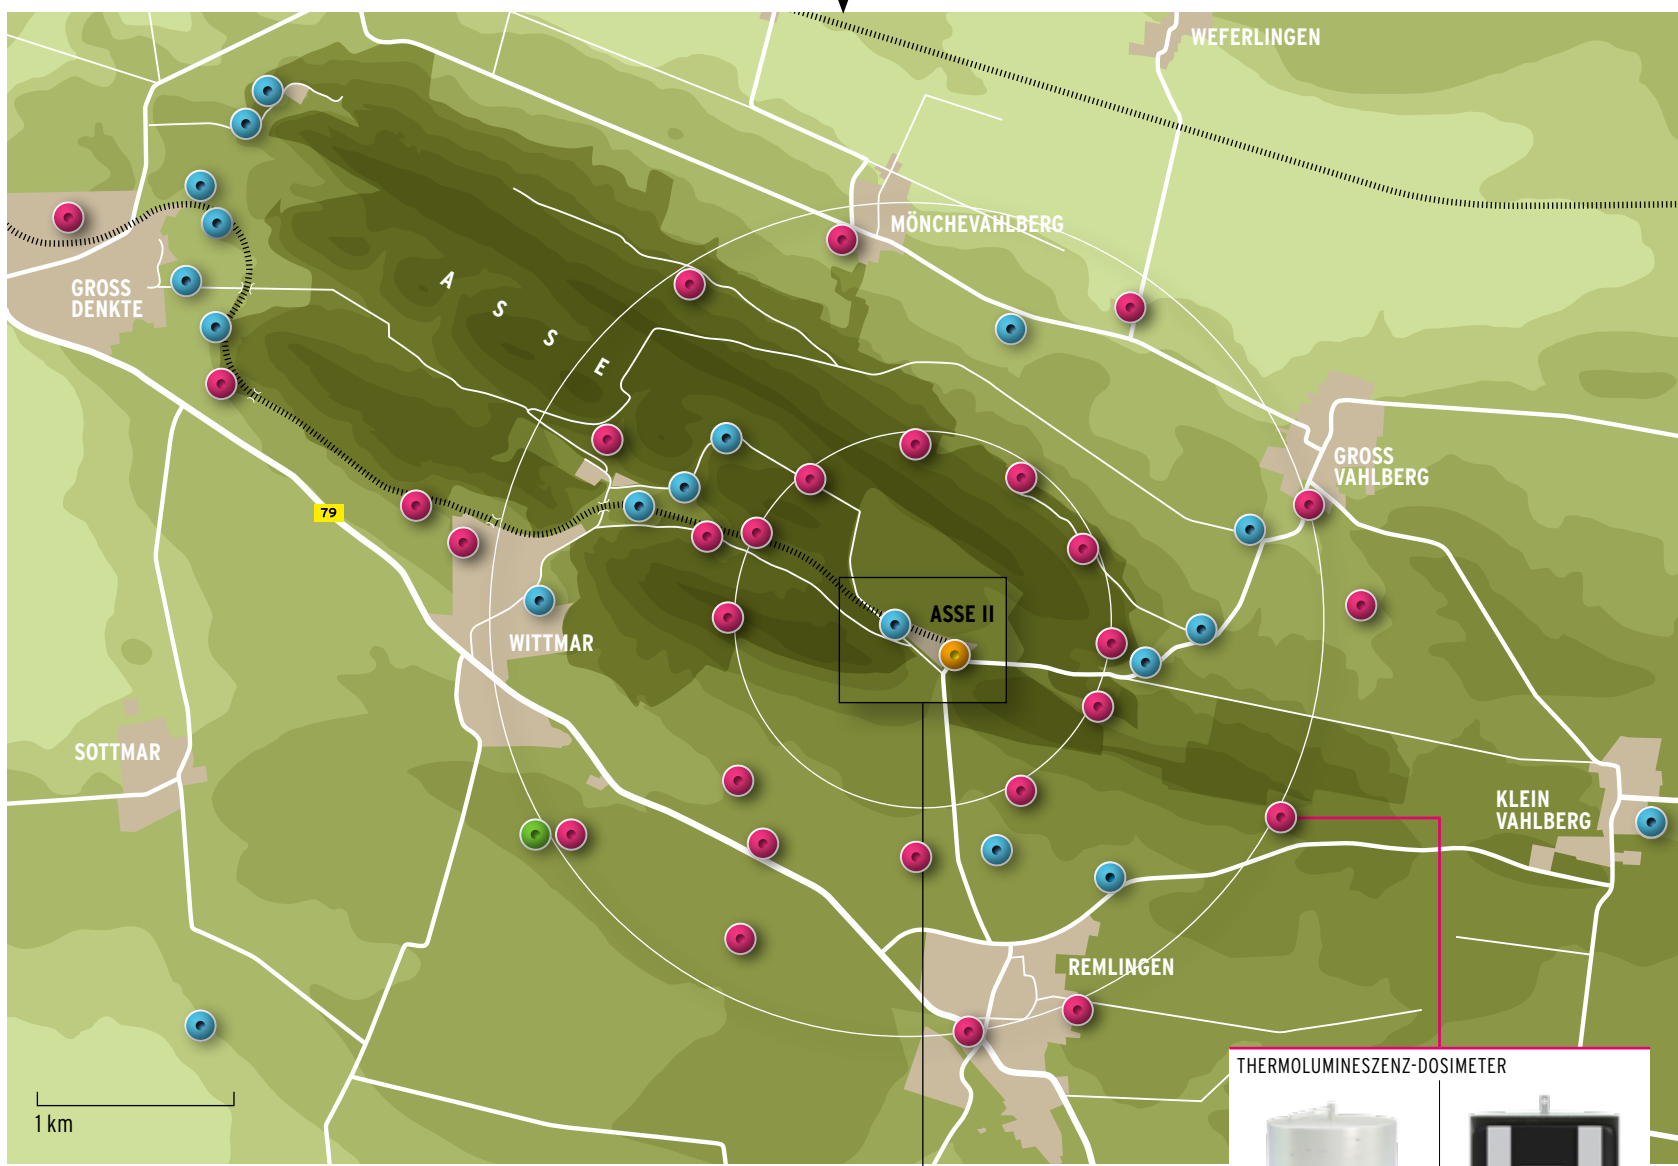 WEFERLINGEN
MÖNCHEVAHLBERG
GROSS
DENKTE
A S S E
GROSS
VAHLBERG
79
ASSE II
WITTMAR
SOTTMAR
KLEIN
VAHLBERG
REMLINGEN
THERMOLUMINESZENZ-DOSIMETER
1 km